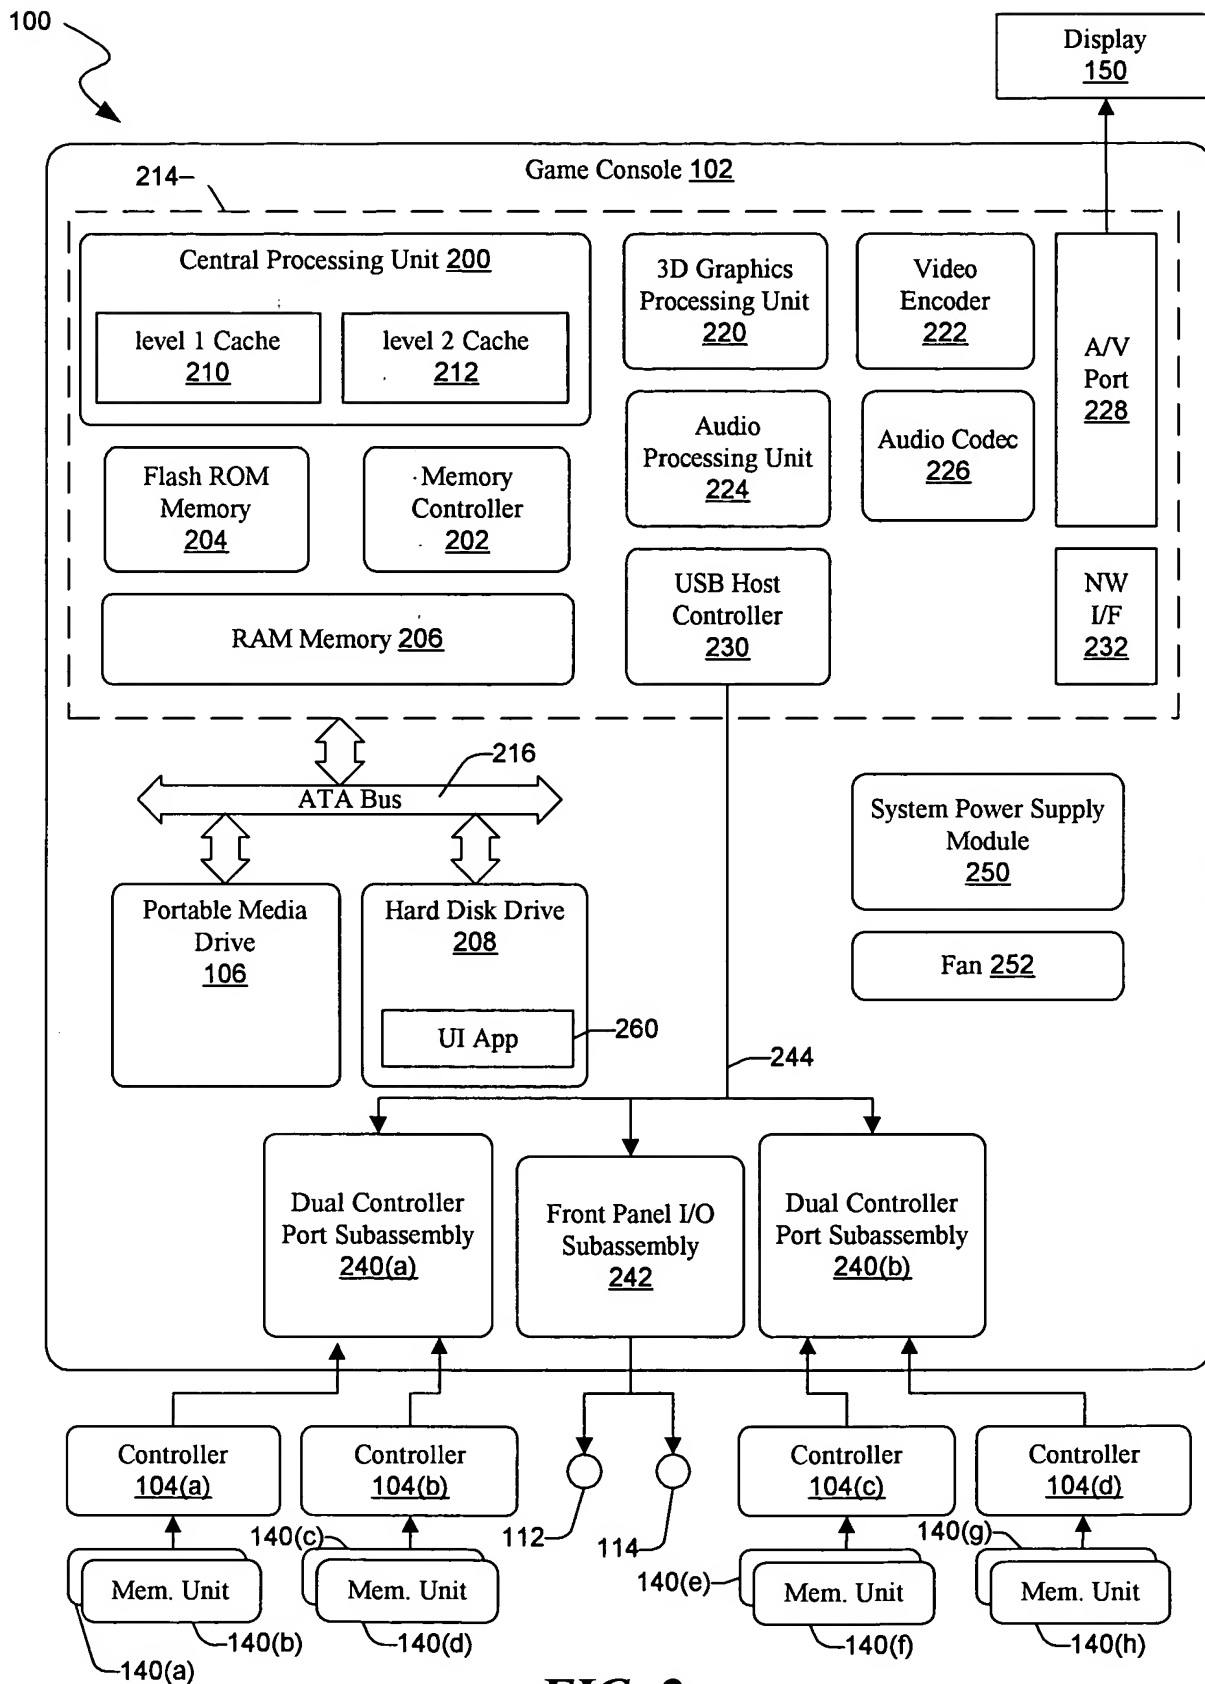 100
Display
150
Game Console 102
214
Central Processing Unit 200
level 1 Cache
210
level 2 Cache
212
3D Graphics
Processing Unit
220
Video
Encoder
222
A/V
Port
228
Flash ROM
Memory
204
Memory
Controller
202
Audio
Processing Unit
224
Audio Codec
226
RAM Memory 206
USB Host
Controller
230
NW
I/F
232
216
ATA Bus
System Power Supply
Module
250
Portable Media
Drive
106
Hard Disk Drive
208
UI App
260
Fan 252
244
Dual Controller
Port Subassembly
240(a)
Front Panel I/O
Subassembly
242
Dual Controller
Port Subassembly
240(b)
Controller
104(a)
Controller
104(b)
Controller
104(c)
Controller
104(d)
112
114
140(c)
140(g)
140(e)
Mem. Unit
Mem. Unit
Mem. Unit
Mem. Unit
140(b)
140(d)
140(f)
140(h)
140(a)